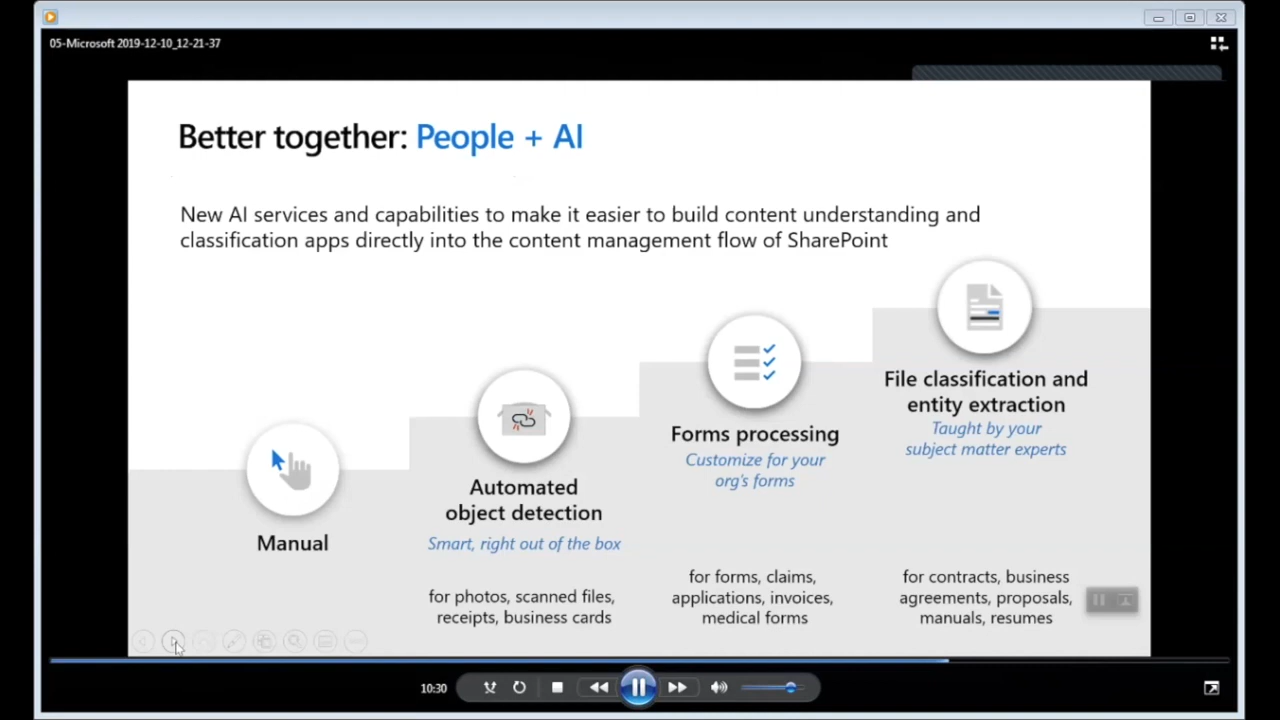 05-Microsoft 2019-12-10_12-21-37
Better together: People + AI
New AI services and capabilities to make it easier to build content understanding and
classification apps directly into the content management flow of SharePoint
Manual
Automated
object detection
Smart, right out of the box
for photos, scanned files,
receipts, business cards
Forms processing
Customize for your
org's forms
for forms, claims,
applications, invoices,
medical forms
File classification and
entity extraction
Taught by your
subject matter experts
for contracts, business
agreements, proposals,
manuals, resumes
10:30